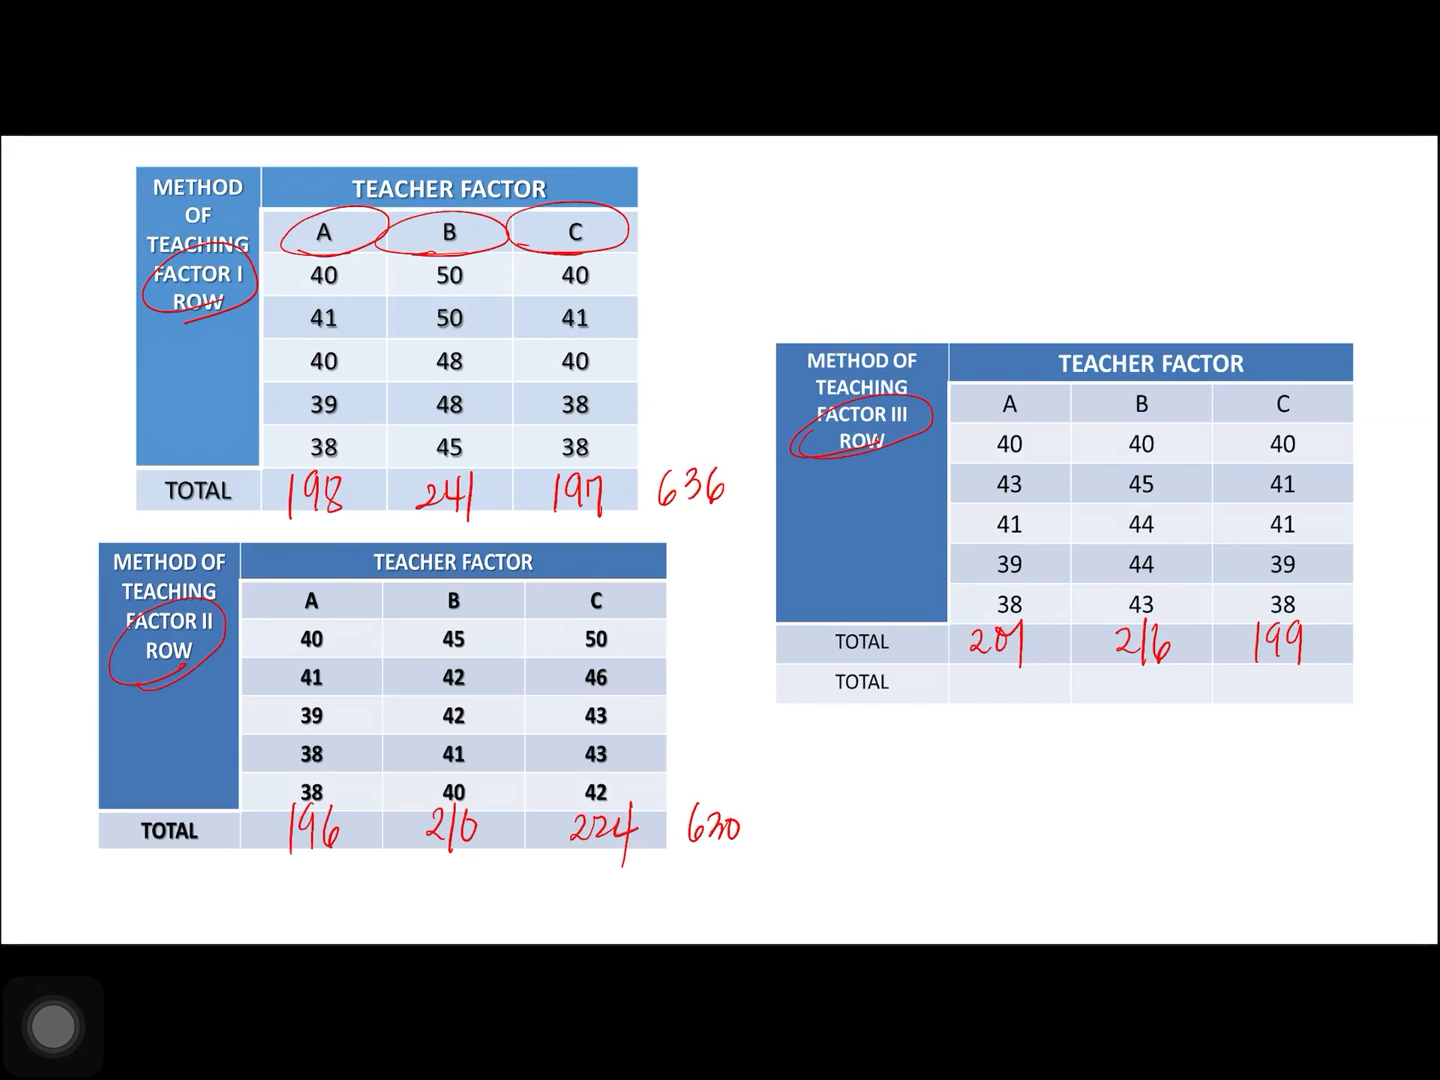 METHOD OF TEACHING FACTOR I ROW
TEACHER FACTOR
A B C
40 50 40
41 50 41
40 48 40
39 48 38
38 45 38
TOTAL 198 241 197 636
METHOD OF TEACHING FACTOR II ROW
TEACHER FACTOR
A B C
40 45 50
41 42 46
39 42 43
38 41 43
38 40 42
TOTAL 196 210 224 630
METHOD OF TEACHING FACTOR III ROW
TEACHER FACTOR
A B C
40 40 40
43 45 41
41 44 41
39 44 39
38 43 38
TOTAL 201 216 199
TOTAL